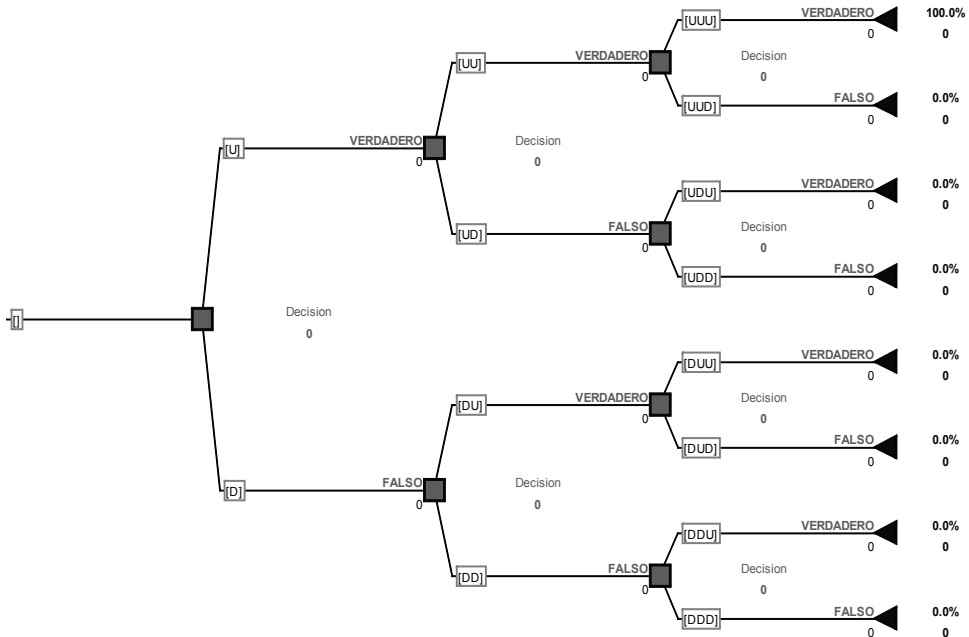 VERDADERO 100.0%
[UUU]
0 0
VERDADERO Decision
[UU]
0 0
FALSO 0.0%
[UUD]
0 0
VERDADERO Decision
[U]
0 0
VERDADERO 0.0%
[UDU]
0 0
FALSO Decision
[UD]
0 0
FALSO 0.0%
[UDD]
0 0
Decision
[]
0
VERDADERO 0.0%
[DUU]
0 0
VERDADERO Decision
[DU]
0 0
FALSO 0.0%
[DUD]
0 0
FALSO Decision
[D]
0 0
VERDADERO 0.0%
[DDU]
0 0
FALSO Decision
[DD]
0 0
FALSO 0.0%
[DDD]
0 0